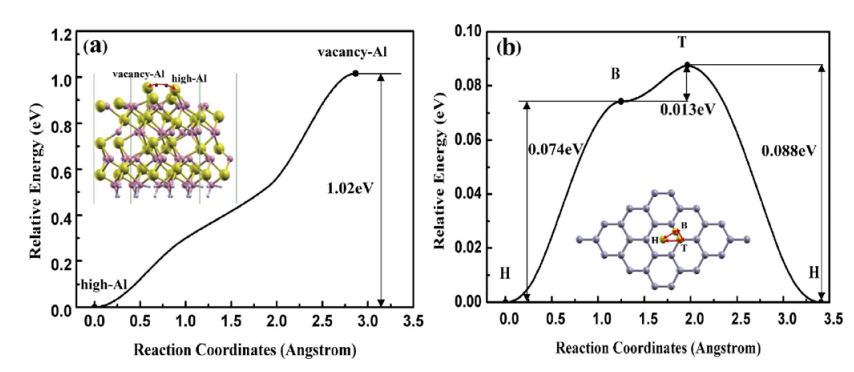 (a)
vacancy-Al
vacancy-Al
high-Al
1.02eV
high-Al
1.2
1.0
0.8
0.6
0.4
0.2
0.0
Relative Energy (eV)
0.0 0.5 1.0 1.5 2.0 2.5 3.0 3.5
Reaction Coordinates (Angstrom)
(b)
T
B
0.013eV
0.074eV
0.088eV
B
H
T
H
H
0.10
0.08
0.06
0.04
0.02
0.00
Relative Energy (eV)
0.0 0.5 1.0 1.5 2.0 2.5 3.0 3.5
Reaction Coordinates (Angstrom)